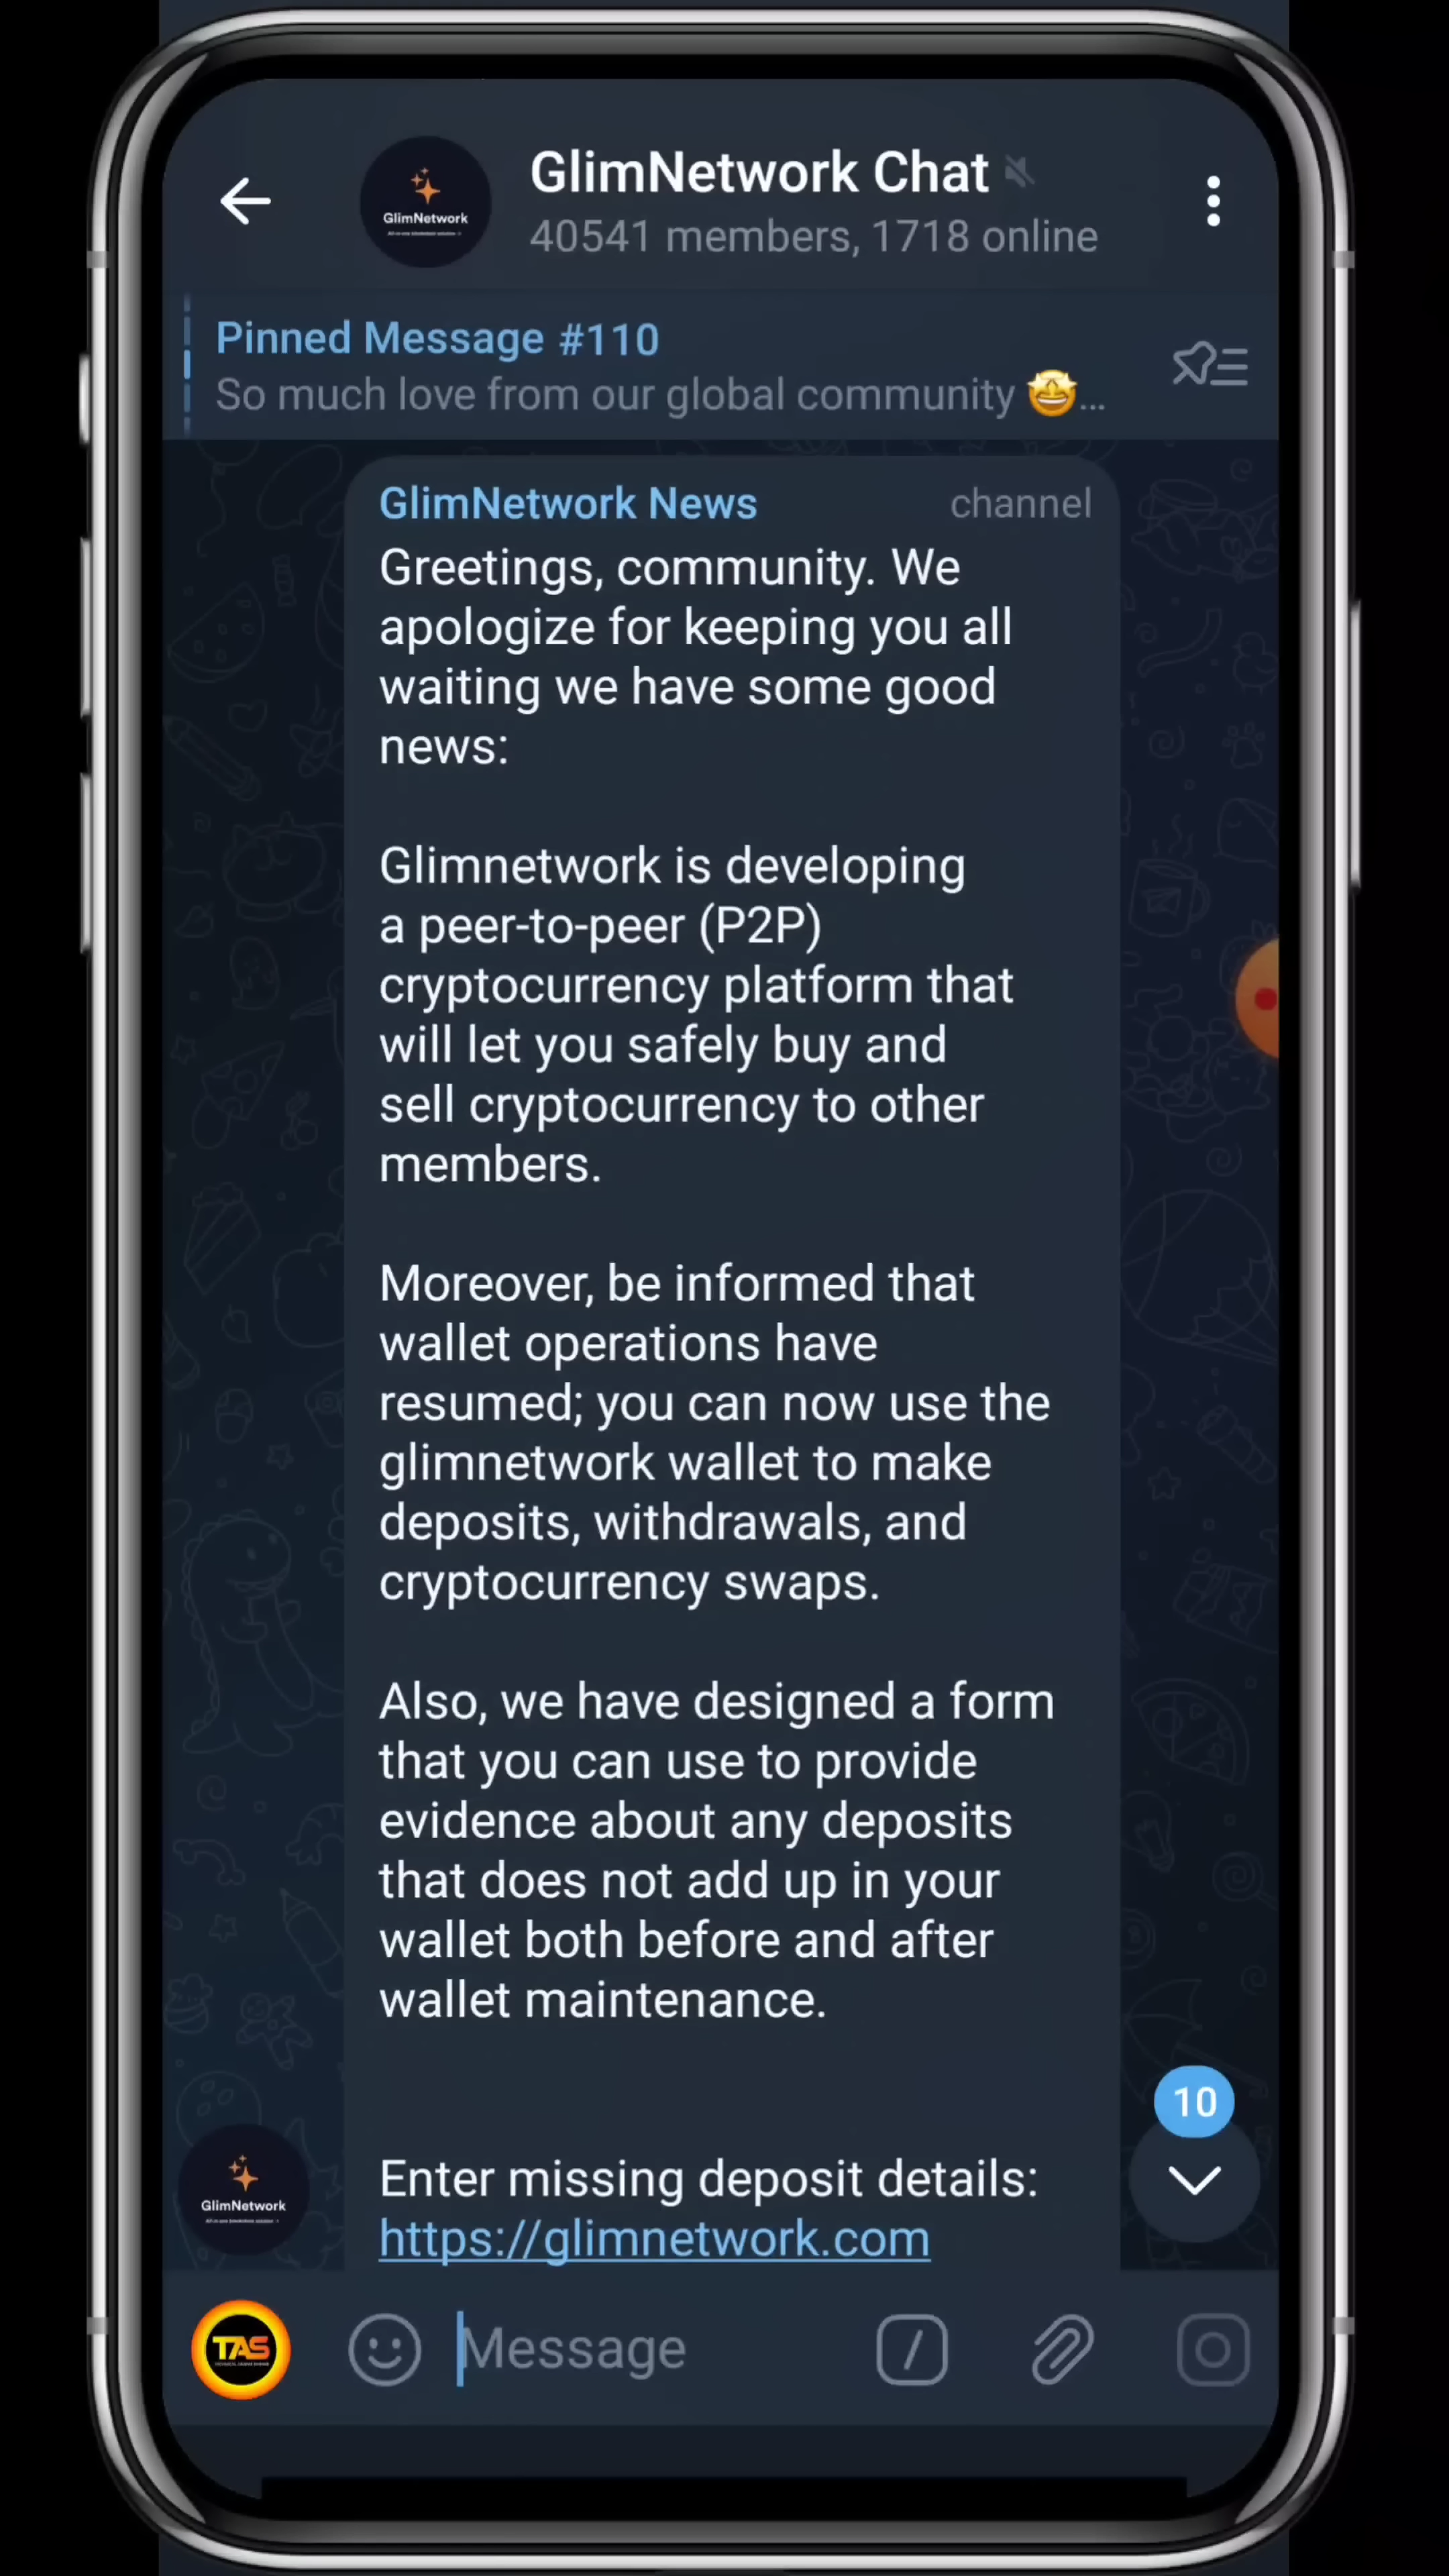 GlimNetwork Chat
40541 members, 1718 online
GlimNetwork
Pinned Message #110
So much love from our global community 🤩...
GlimNetwork News channel
Greetings, community. We
apologize for keeping you all
waiting we have some good
news:
Glimnetwork is developing
a peer-to-peer (P2P)
cryptocurrency platform that
will let you safely buy and
sell cryptocurrency to other
members.
Moreover, be informed that
wallet operations have
resumed; you can now use the
glimnetwork wallet to make
deposits, withdrawals, and
cryptocurrency swaps.
Also, we have designed a form
that you can use to provide
evidence about any deposits
that does not add up in your
wallet both before and after
wallet maintenance.
10
Enter missing deposit details:
GlimNetwork
https://glimnetwork.com
TAS
Message